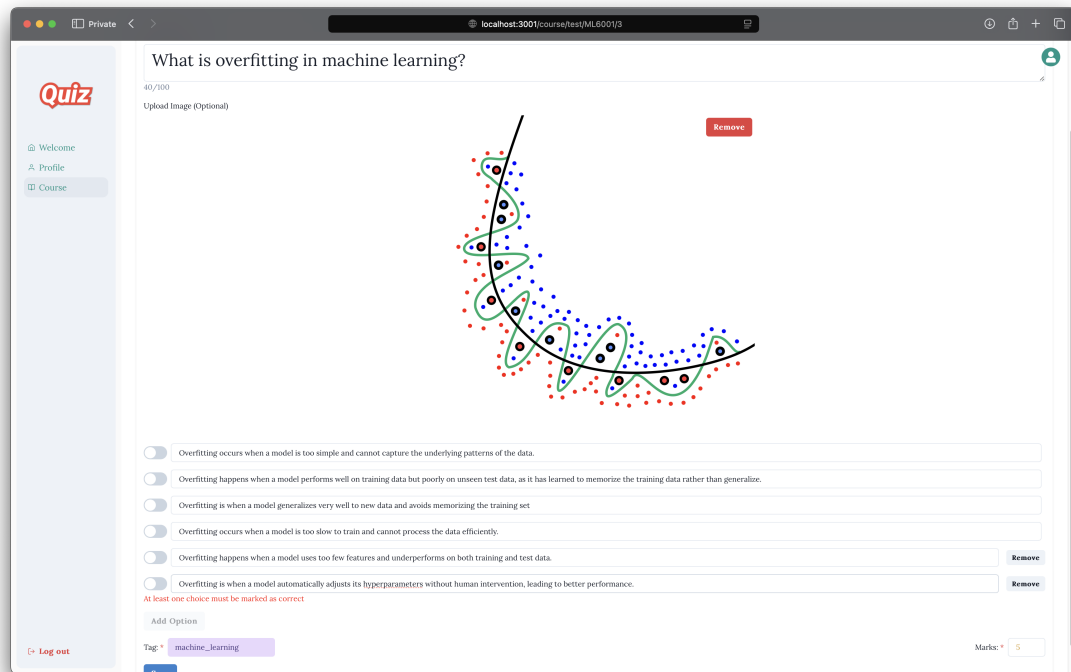 Private
localhost:3001/course/test/ML6001/3
Quiz
Welcome
Profile
Course
Log out
What is overfitting in machine learning?
40/100
Upload Image (Optional)
Remove
Overfitting occurs when a model is too simple and cannot capture the underlying patterns of the data.
Overfitting happens when a model performs well on training data but poorly on unseen test data, as it has learned to memorize the training data rather than generalize.
Overfitting is when a model generalizes very well to new data and avoids memorizing the training set
Overfitting occurs when a model is too slow to train and cannot process the data efficiently.
Overfitting happens when a model uses too few features and underperforms on both training and test data.
Remove
Overfitting is when a model automatically adjusts its hyperparameters without human intervention, leading to better performance.
Remove
At least one choice must be marked as correct
Add Option
Tag: * machine_learning
Marks: * 5